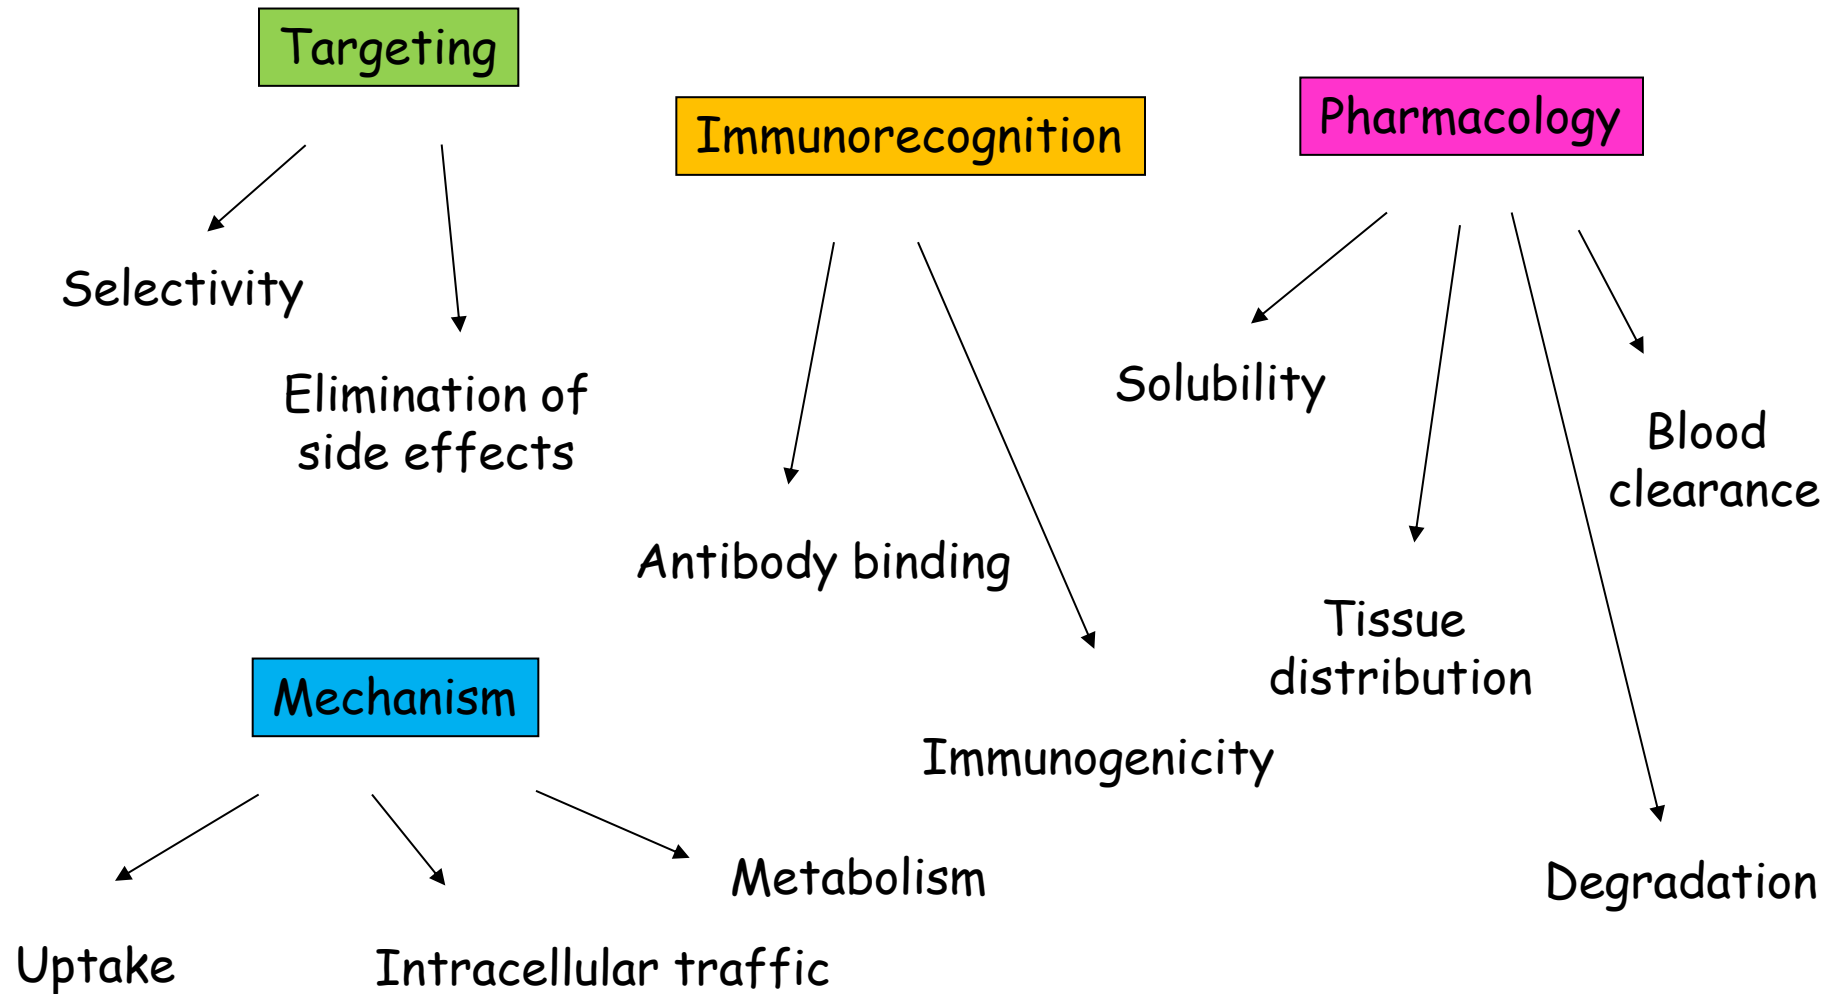 Targeting
Selectivity
Elimination of
side effects
Immunorecognition
Antibody binding
Immunogenicity
Pharmacology
Solubility
Tissue
distribution
Blood
clearance
Degradation
Mechanism
Uptake
Intracellular traffic
Metabolism